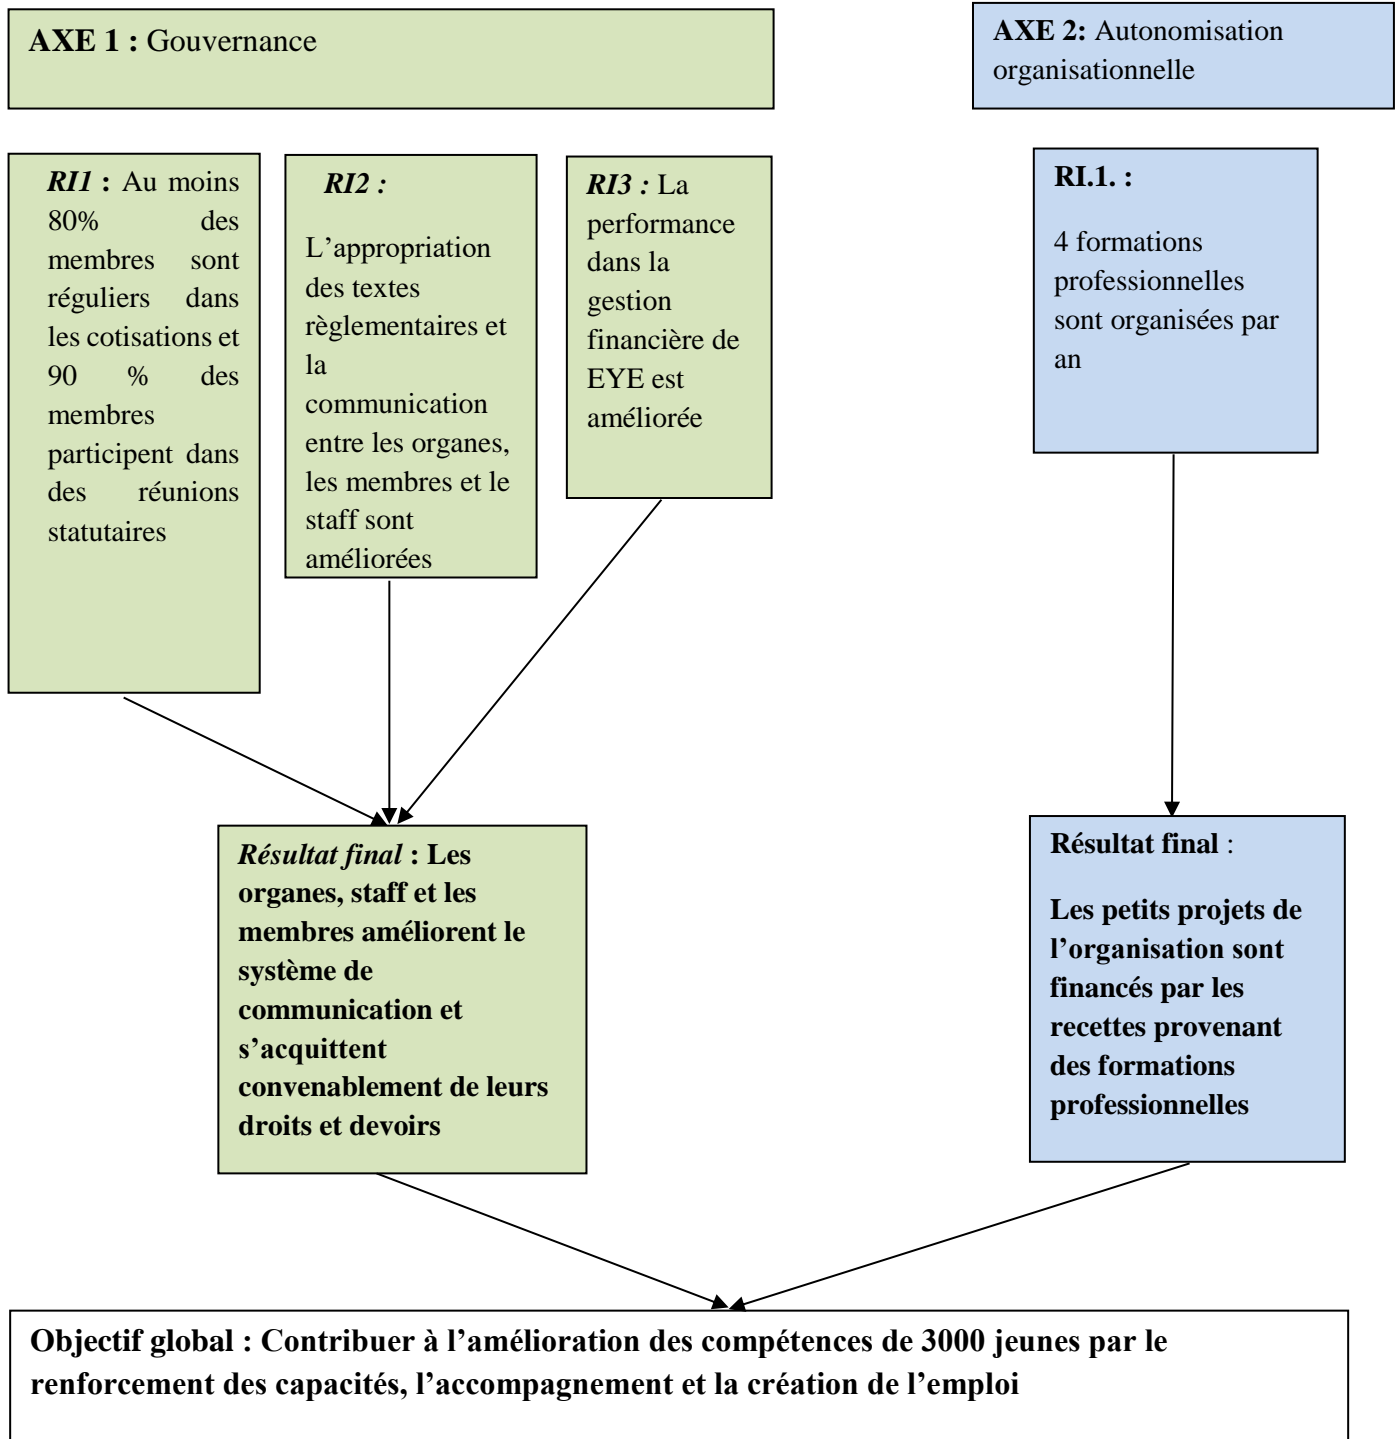 AXE 1 : Gouvernance
AXE 2: Autonomisation
organisationnelle
RI1 : Au moins
80% des
membres sont
réguliers dans
les cotisations et
90 % des
membres
participent dans
des réunions
statutaires
RI2 :
L’appropriation
des textes
règlementaires et
la
communication
entre les organes,
les membres et le
staff sont
améliorées
RI3 : La
performance
dans la
gestion
financière de
EYE est
améliorée
RI.1. :
4 formations
professionnelles
sont organisées par
an
Résultat final : Les
organes, staff et les
membres améliorent le
système de
communication et
s’acquittent
convenablement de leurs
droits et devoirs
Résultat final :
Les petits projets de
l’organisation sont
financés par les
recettes provenant
des formations
professionnelles
Objectif global : Contribuer à l’amélioration des compétences de 3000 jeunes par le
renforcement des capacités, l’accompagnement et la création de l’emploi